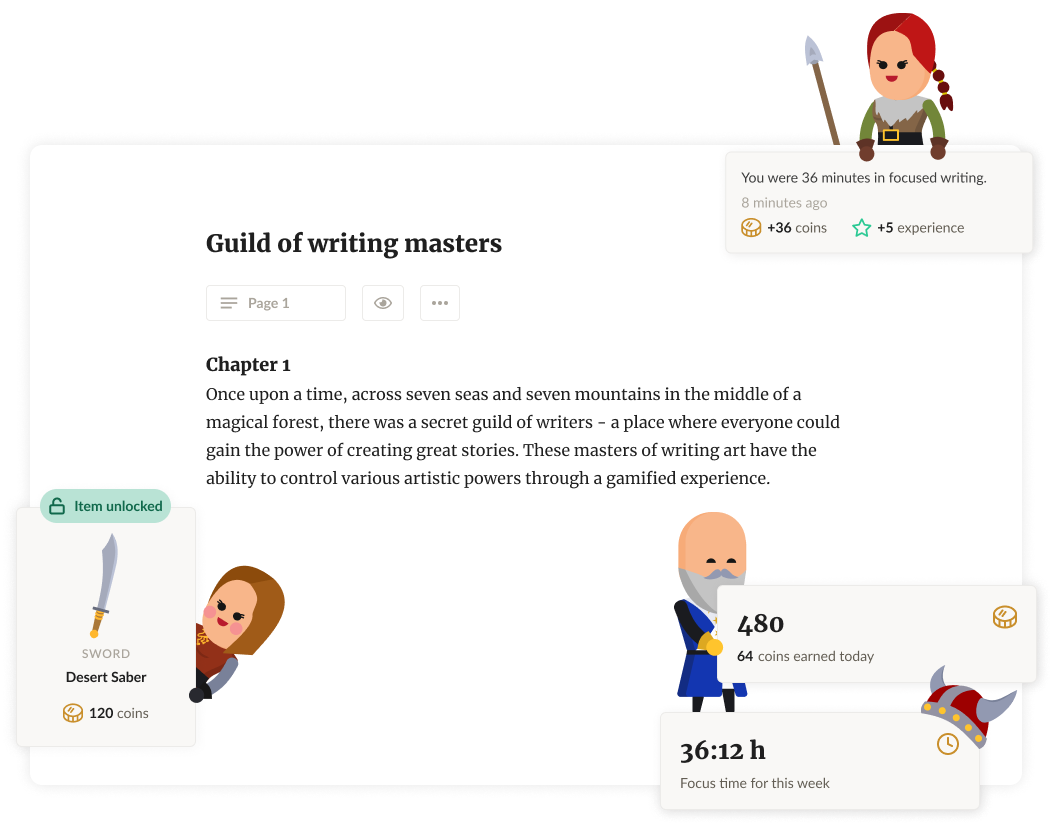 You were 36 minutes in focused writing.
8 minutes ago
+36 coins +5 experience
Guild of writing masters
Page 1
Chapter 1
Once upon a time, across seven seas and seven mountains in the middle of a
magical forest, there was a secret guild of writers - a place where everyone could
gain the power of creating great stories. These masters of writing art have the
ability to control various artistic powers through a gamified experience.
Item unlocked
SWORD
Desert Saber
120 coins
480
64 coins earned today
36:12 h
Focus time for this week